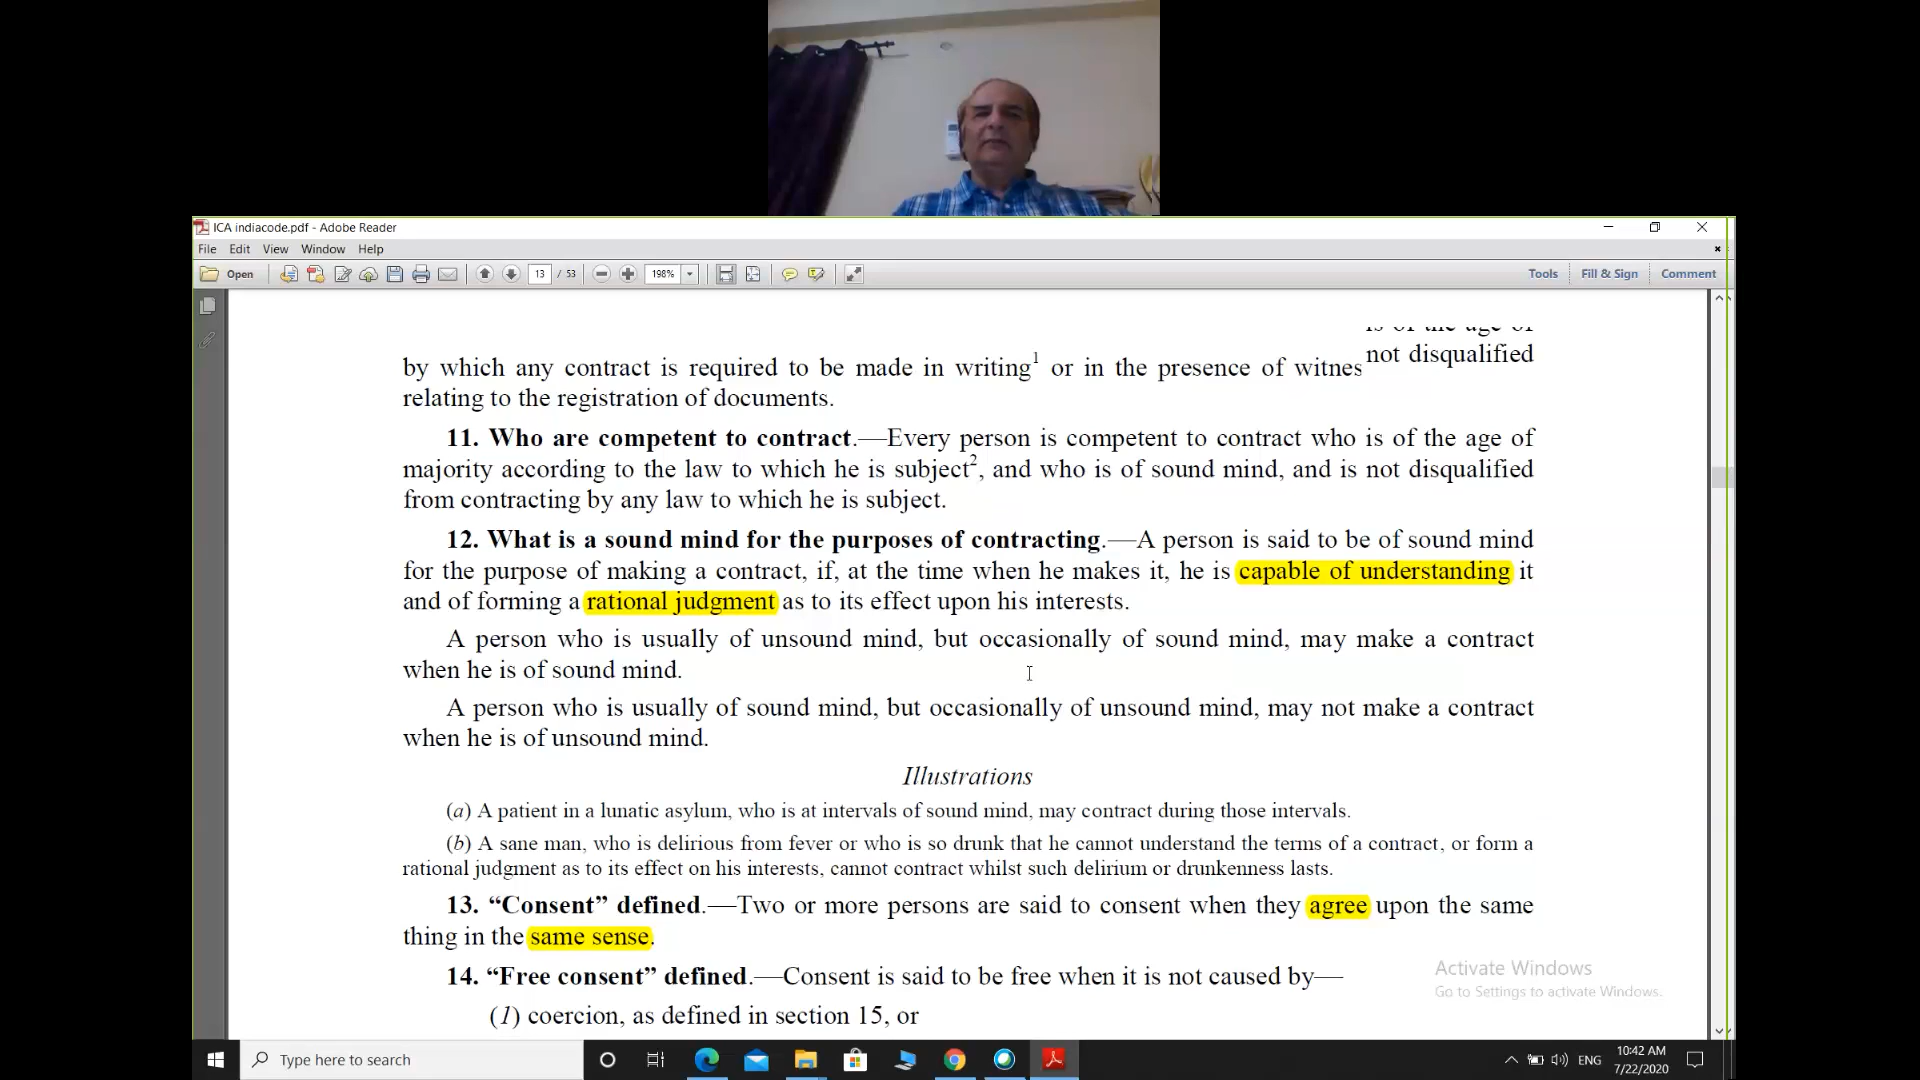 ICA indiacode.pdf - Adobe Reader
File Edit View Window Help
Open 13 / 53 198% Tools Fill & Sign Comment
is of the age of
not disqualified
by which any contract is required to be made in writing1 or in the presence of witnes
relating to the registration of documents.
11. Who are competent to contract.—Every person is competent to contract who is of the age of
majority according to the law to which he is subject2, and who is of sound mind, and is not disqualified
from contracting by any law to which he is subject.
12. What is a sound mind for the purposes of contracting.—A person is said to be of sound mind
for the purpose of making a contract, if, at the time when he makes it, he is capable of understanding it
and of forming a rational judgment as to its effect upon his interests.
A person who is usually of unsound mind, but occasionally of sound mind, may make a contract
when he is of sound mind.
A person who is usually of sound mind, but occasionally of unsound mind, may not make a contract
when he is of unsound mind.
Illustrations
(a) A patient in a lunatic asylum, who is at intervals of sound mind, may contract during those intervals.
(b) A sane man, who is delirious from fever or who is so drunk that he cannot understand the terms of a contract, or form a
rational judgment as to its effect on his interests, cannot contract whilst such delirium or drunkenness lasts.
13. “Consent” defined.—Two or more persons are said to consent when they agree upon the same
thing in the same sense.
14. “Free consent” defined.—Consent is said to be free when it is not caused by—
(1) coercion, as defined in section 15, or
Activate Windows
Go to Settings to activate Windows.
Type here to search
ENG
10:42 AM
7/22/2020